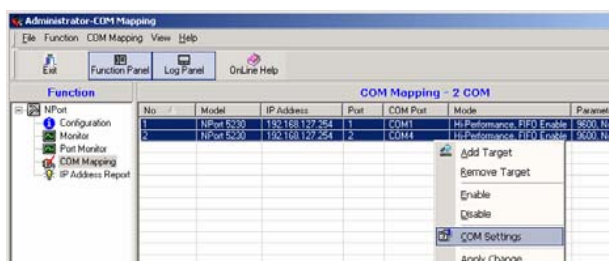 Administrator-COM Mapping
File Function COM Mapping View Help
Exit Function Panel Log Panel OnLine Help
Function
COM Mapping - 2 COM
NPort
Configuration
Monitor
Port Monitor
COM Mapping
IP Address Report
No Model IP Address Port COM Port Mode Paramet
1 NPort 5230 192.168.127.254 1 COM1 Hi-Performance, FIFO Enable 9600, No
2 NPort 5230 192.168.127.254 2 COM4 Hi-Performance, FIFO Enable 9600, No
Add Target
Remove Target
Enable
Disable
COM Settings
Apply Change